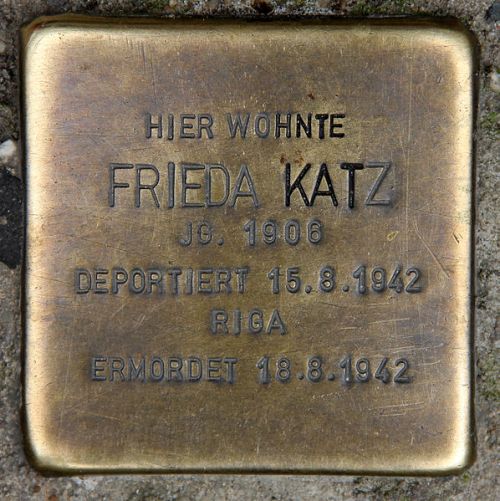 HIER WOHNTE
FRIEDA KATZ
JG. 1906
DEPORTIERT 15.8.1942
RIGA
ERMORDET 18.8.1942